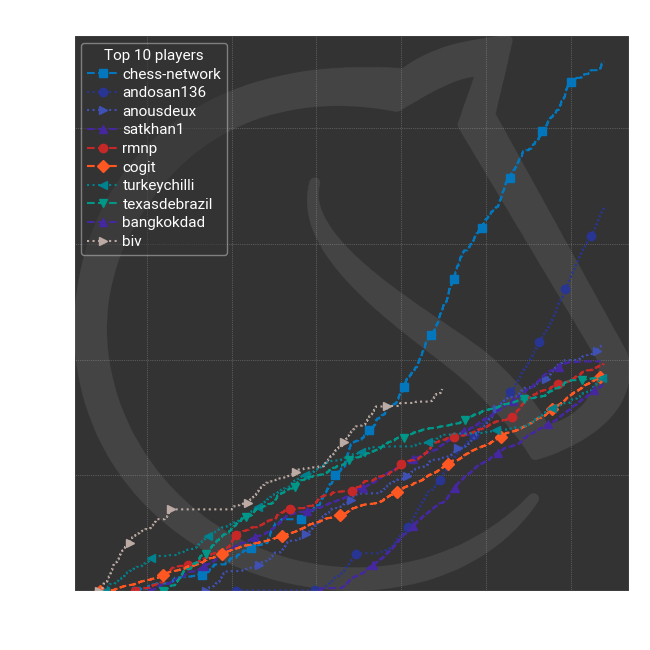 Top 10 players
chess-network
andosan136
anousdeux
satkhan1
rmnp
cogit
turkeychilli
texasdebrazil
bangkokdad
biv